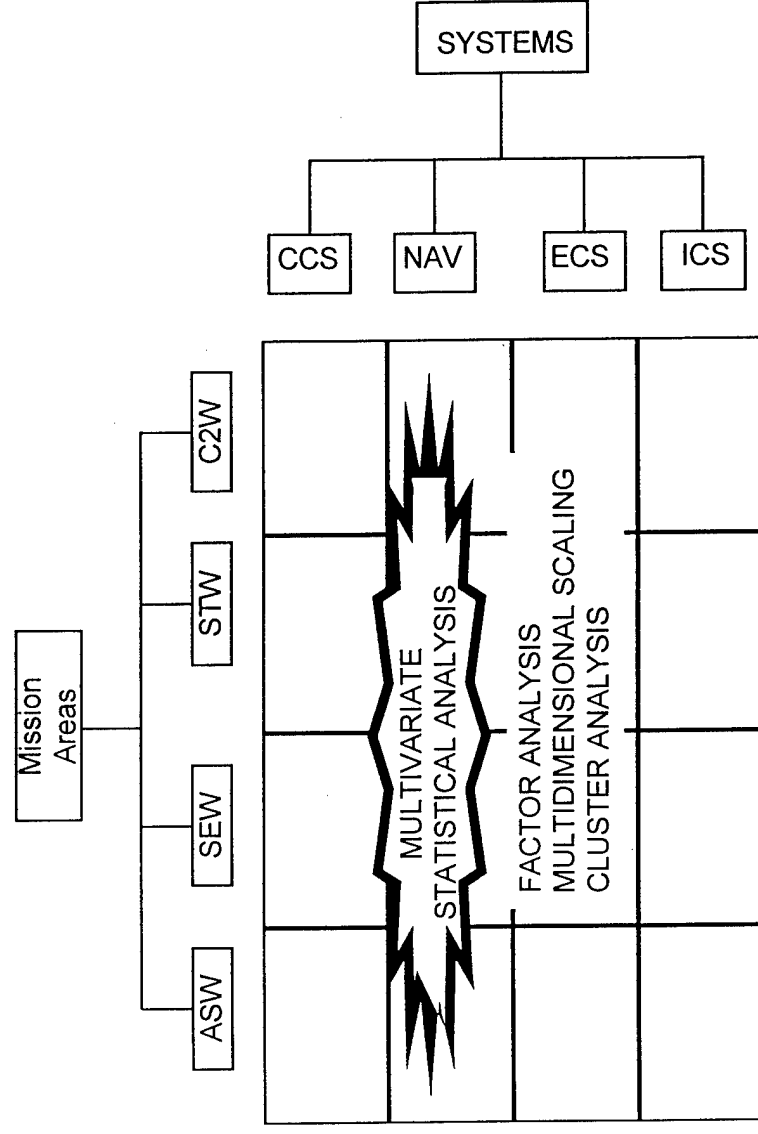 SYSTEMS
CCS
NAV
ECS
ICS
Mission
Areas
ASW
SEW
STW
C2W
MULTIVARIATE
STATISTICAL ANALYSIS
FACTOR ANALYSIS
MULTIDIMENSIONAL SCALING
CLUSTER ANALYSIS